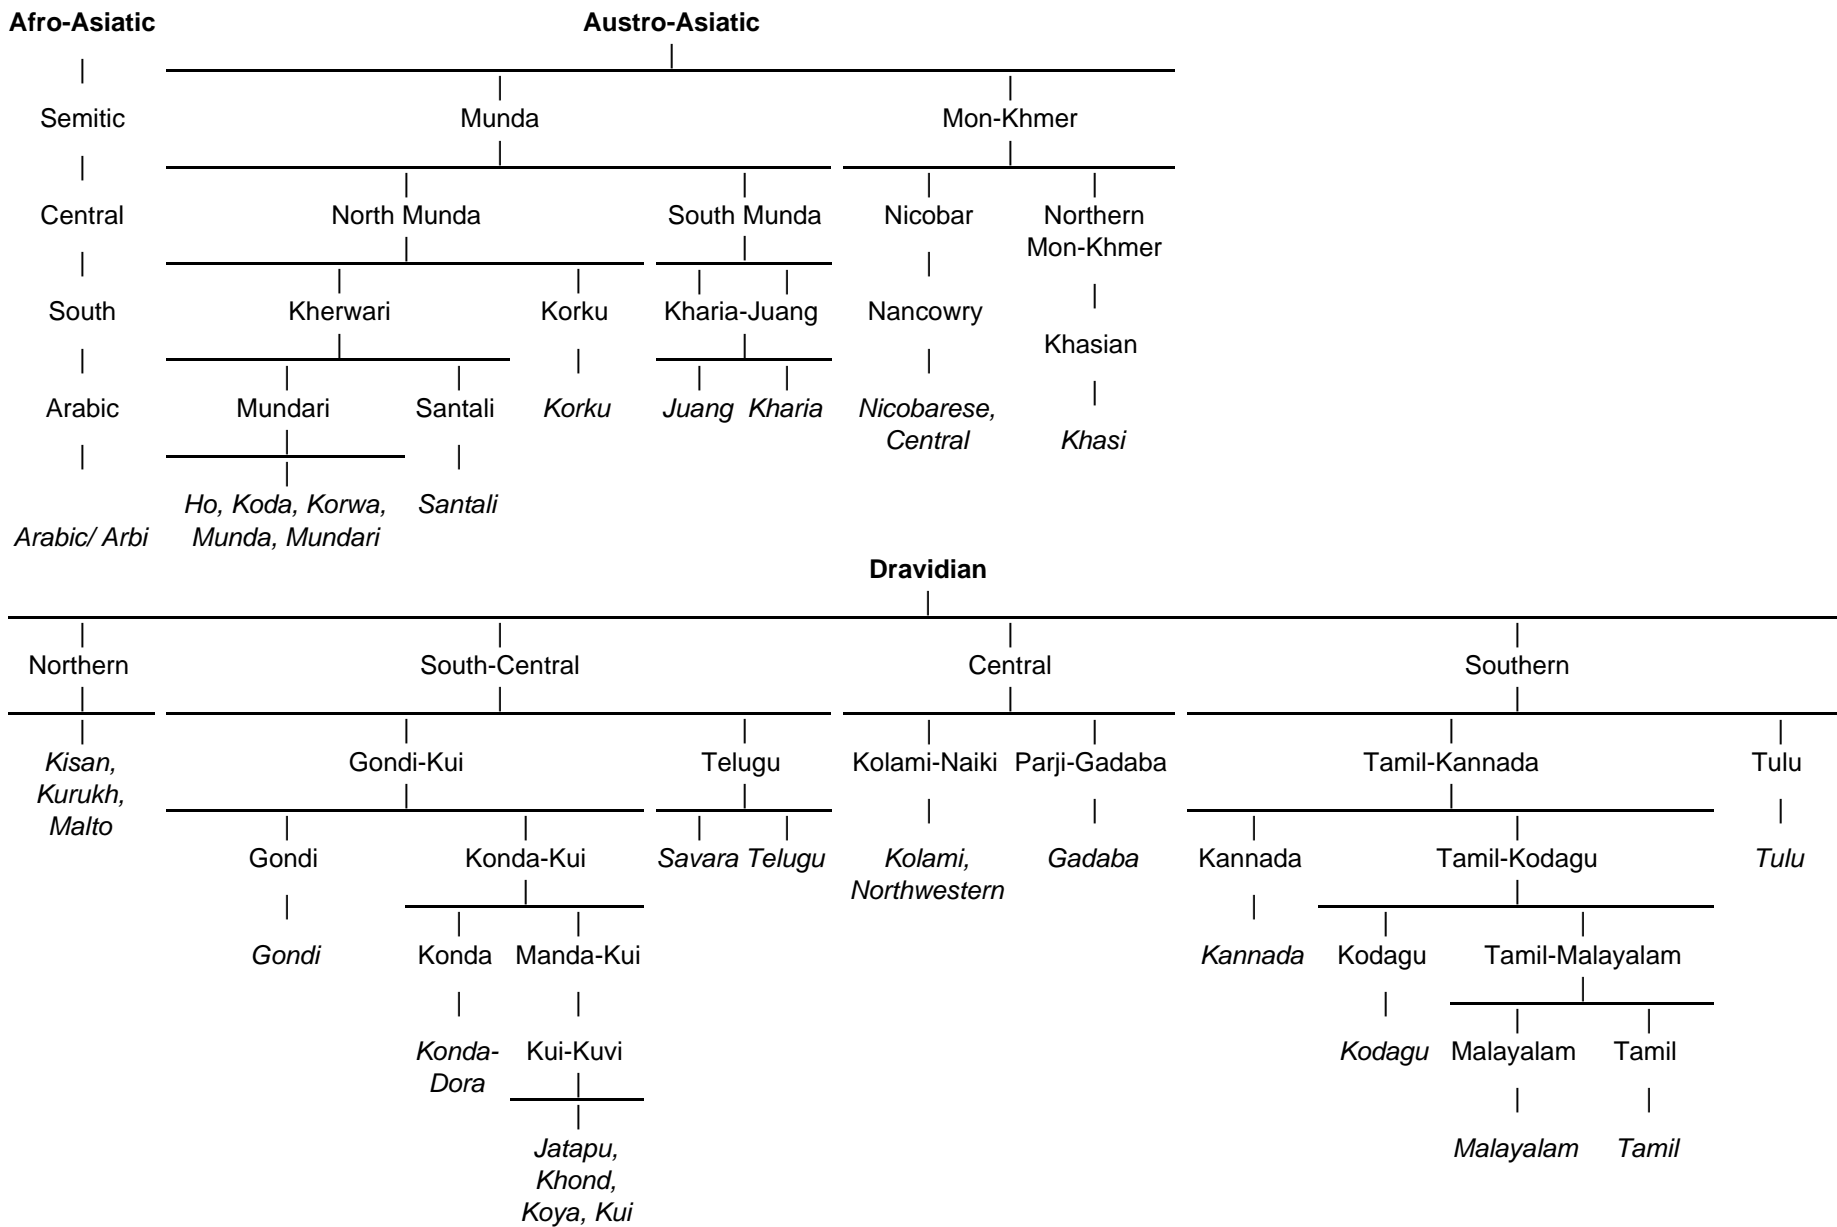 Afro-Asiatic Austro-Asiatic
Semitic Munda Mon-Khmer
Central North Munda South Munda Nicobar Northern
Mon-Khmer
South Kherwari Korku Kharia-Juang Nancowry
Khasian
Arabic Mundari Santali Korku Juang Kharia Nicobarese,
Central Khasi
Ho, Koda, Korwa, Santali
Arabic/ Arbi Munda, Mundari
Dravidian
Northern South-Central Central Southern
Kisan, Gondi-Kui Telugu Kolami-Naiki Parji-Gadaba Tamil-Kannada Tulu
Kurukh,
Malto
Gondi Konda-Kui Savara Telugu Kolami, Gadaba Kannada Tamil-Kodagu Tulu
Northwestern
Gondi Konda Manda-Kui Kannada Kodagu Tamil-Malayalam
Konda- Kui-Kuvi Kodagu Malayalam Tamil
Dora
Jatapu, Malayalam Tamil
Khond,
Koya, Kui